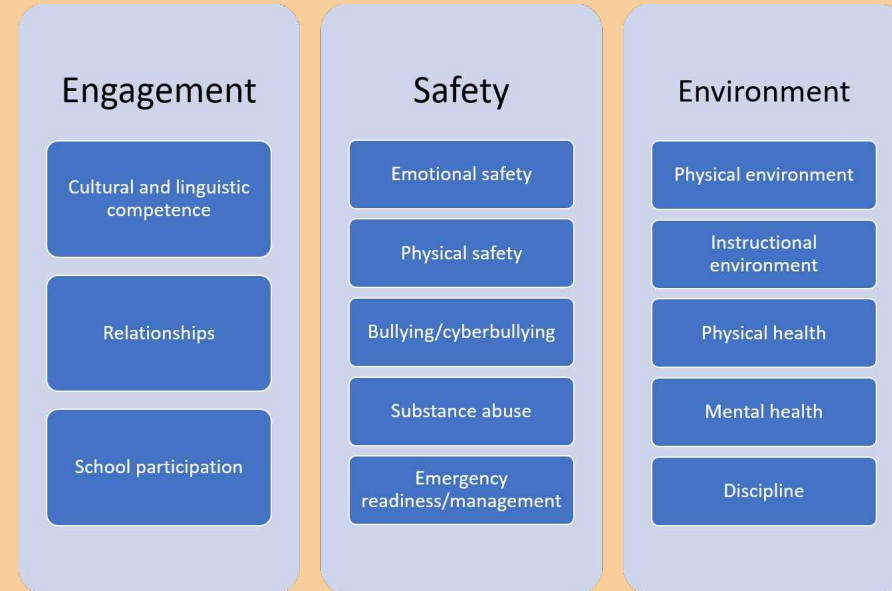 Engagement
Cultural and linguistic
competence
Relationships
School participation
Safety
Emotional safety
Physical safety
Bullying/cyberbullying
Substance abuse
Emergency
readiness/management
Environment
Physical environment
Instructional
environment
Physical health
Mental health
Discipline